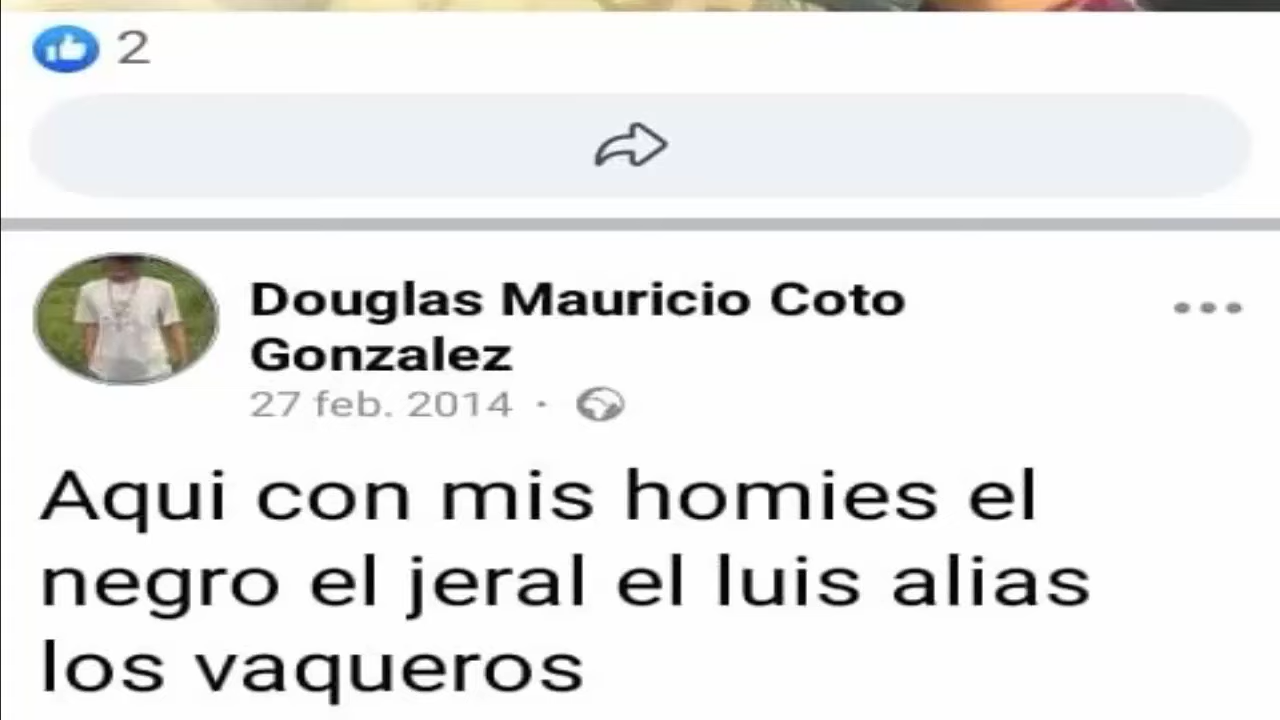 2
Douglas Mauricio Coto
Gonzalez
27 feb. 2014 ·
Aqui con mis homies el
negro el jeral el luis alias
los vaqueros